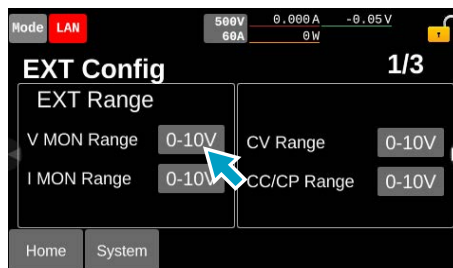 Mode LAN 500V 0.000A -0.05V
60A 0W
EXT Config 1/3
EXT Range
V MON Range 0-10V CV Range 0-10V
I MON Range 0-10V CC/CP Range 0-10V
Home System